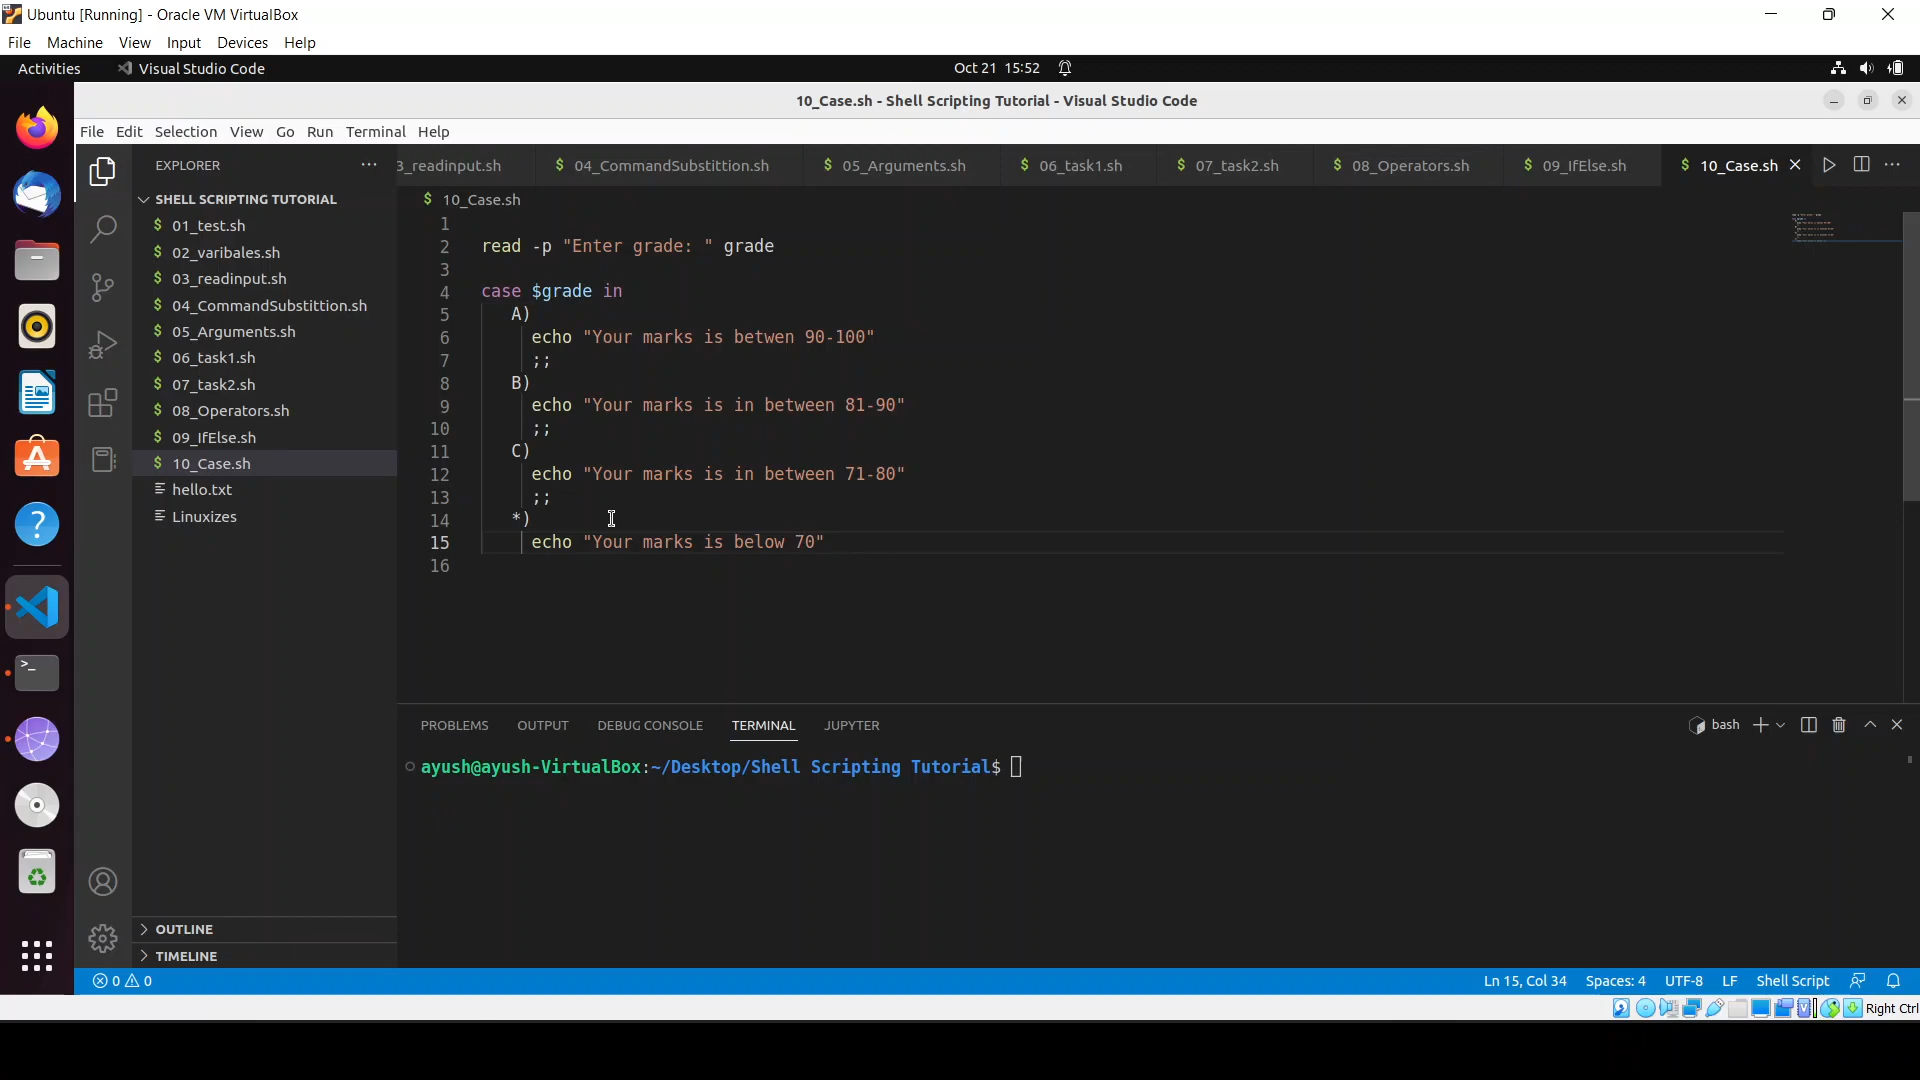 Ubuntu [Running] - Oracle VM VirtualBox
File Machine View Input Devices Help
Activities Visual Studio Code Oct 21 15:52
10_Case.sh - Shell Scripting Tutorial - Visual Studio Code
File Edit Selection View Go Run Terminal Help
EXPLORER
SHELL SCRIPTING TUTORIAL
$ 01_test.sh
$ 02_varibales.sh
$ 03_readinput.sh
$ 04_CommandSubstittion.sh
$ 05_Arguments.sh
$ 06_task1.sh
$ 07_task2.sh
$ 08_Operators.sh
$ 09_IfElse.sh
$ 10_Case.sh
hello.txt
Linuxizes
OUTLINE
TIMELINE
3_readinput.sh $ 04_CommandSubstittion.sh $ 05_Arguments.sh $ 06_task1.sh $ 07_task2.sh $ 08_Operators.sh $ 09_IfElse.sh $ 10_Case.sh
$ 10_Case.sh
1
2 read -p "Enter grade: " grade
3
4 case $grade in
5 A)
6 echo "Your marks is betwen 90-100"
7 ;;
8 B)
9 echo "Your marks is in between 81-90"
10 ;;
11 C)
12 echo "Your marks is in between 71-80"
13 ;;
14 *)
15 echo "Your marks is below 70"
16
PROBLEMS OUTPUT DEBUG CONSOLE TERMINAL JUPYTER bash
ayush@ayush-VirtualBox:~/Desktop/Shell Scripting Tutorial$
0 0 Ln 15, Col 34 Spaces: 4 UTF-8 LF Shell Script
Right Ctrl